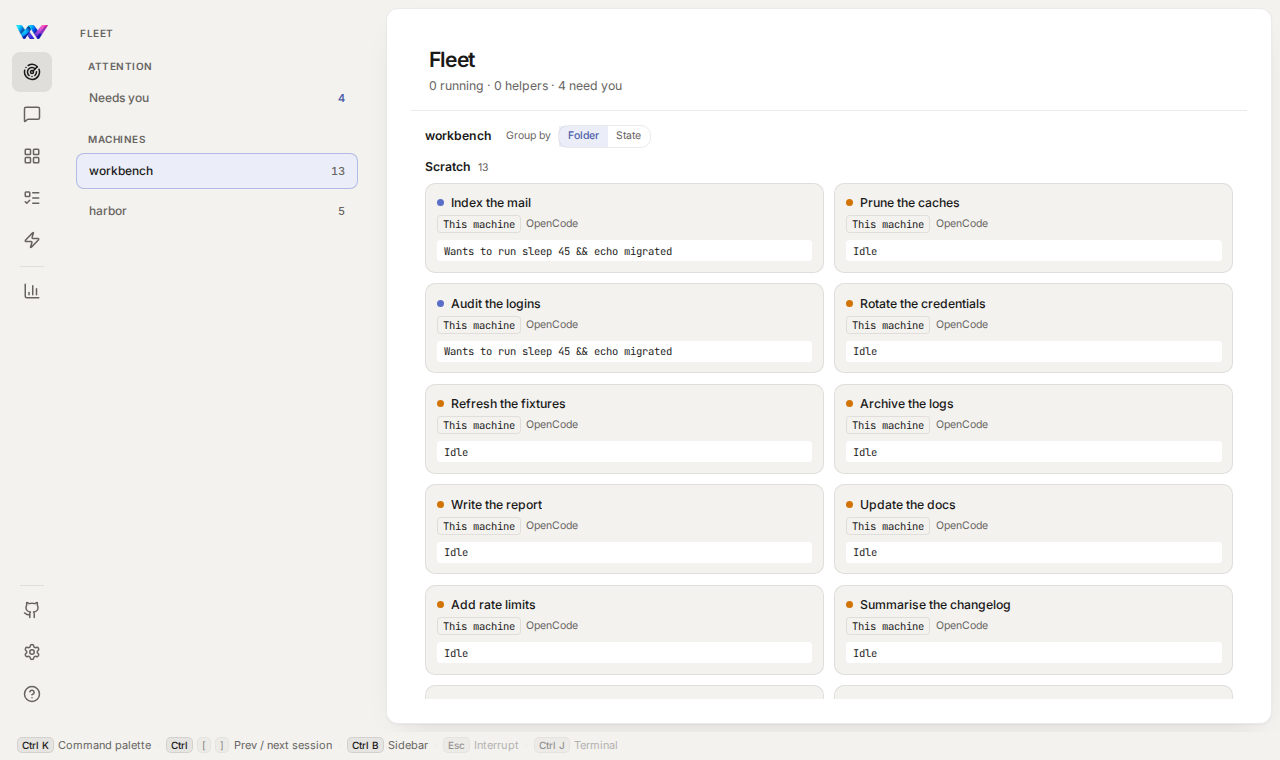 FLEET
ATTENTION
Needs you 4
MACHINES
workbench 13
harbor 5
Fleet
0 running · 0 helpers · 4 need you
workbench Group by Folder State
Scratch 13
Index the mail
This machine OpenCode
Wants to run sleep 45 && echo migrated
Prune the caches
This machine OpenCode
Idle
Audit the logins
This machine OpenCode
Wants to run sleep 45 && echo migrated
Rotate the credentials
This machine OpenCode
Idle
Refresh the fixtures
This machine OpenCode
Idle
Archive the logs
This machine OpenCode
Idle
Write the report
This machine OpenCode
Idle
Update the docs
This machine OpenCode
Idle
Add rate limits
This machine OpenCode
Idle
Summarise the changelog
This machine OpenCode
Idle
Ctrl K Command palette Ctrl [ ] Prev / next session Ctrl B Sidebar Esc Interrupt Ctrl J Terminal